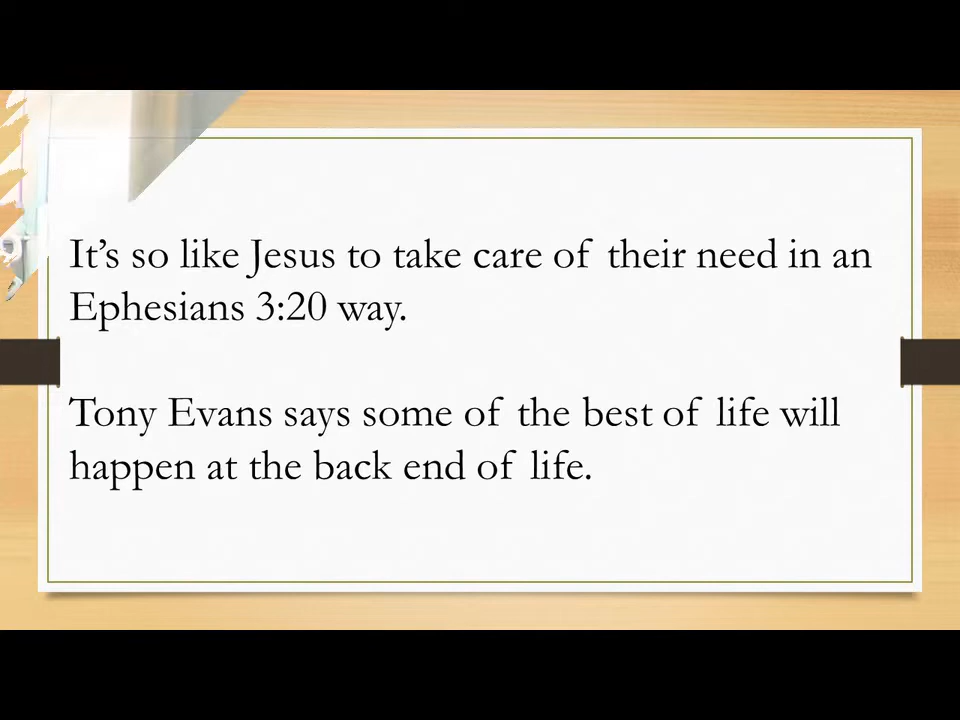 It’s so like Jesus to take care of their need in an
Ephesians 3:20 way.
Tony Evans says some of the best of life will
happen at the back end of life.